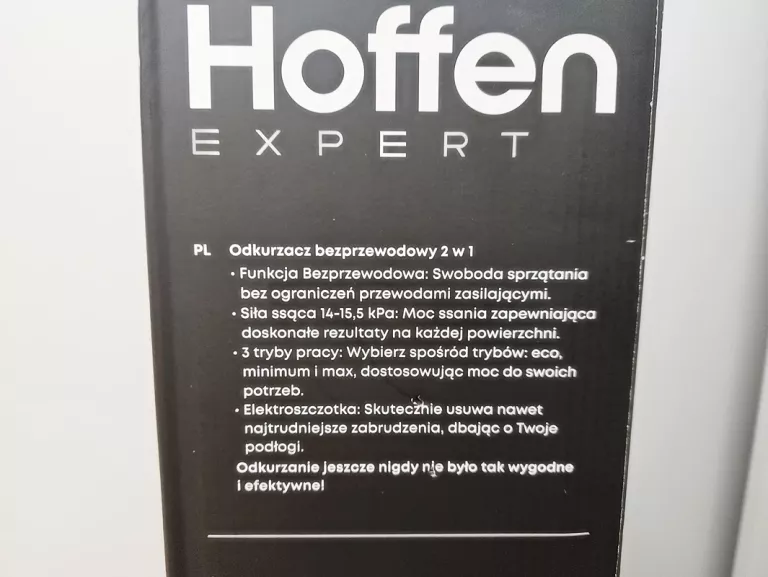 Hoffen
EXPERT
PL Odkurzacz bezprzewodowy 2 w 1
• Funkcja Bezprzewodowa: Swoboda sprzątania
bez ograniczeń przewodami zasilającymi.
• Siła ssąca 14-15,5 kPa: Moc ssania zapewniająca
doskonałe rezultaty na każdej powierzchni.
• 3 tryby pracy: Wybierz spośród trybów: eco,
minimum i max, dostosowując moc do swoich
potrzeb.
• Elektroszczotka: Skutecznie usuwa nawet
najtrudniejsze zabrudzenia, dbając o Twoje
podłogi.
Odkurzanie jeszcze nigdy nie było tak wygodne
i efektywne!